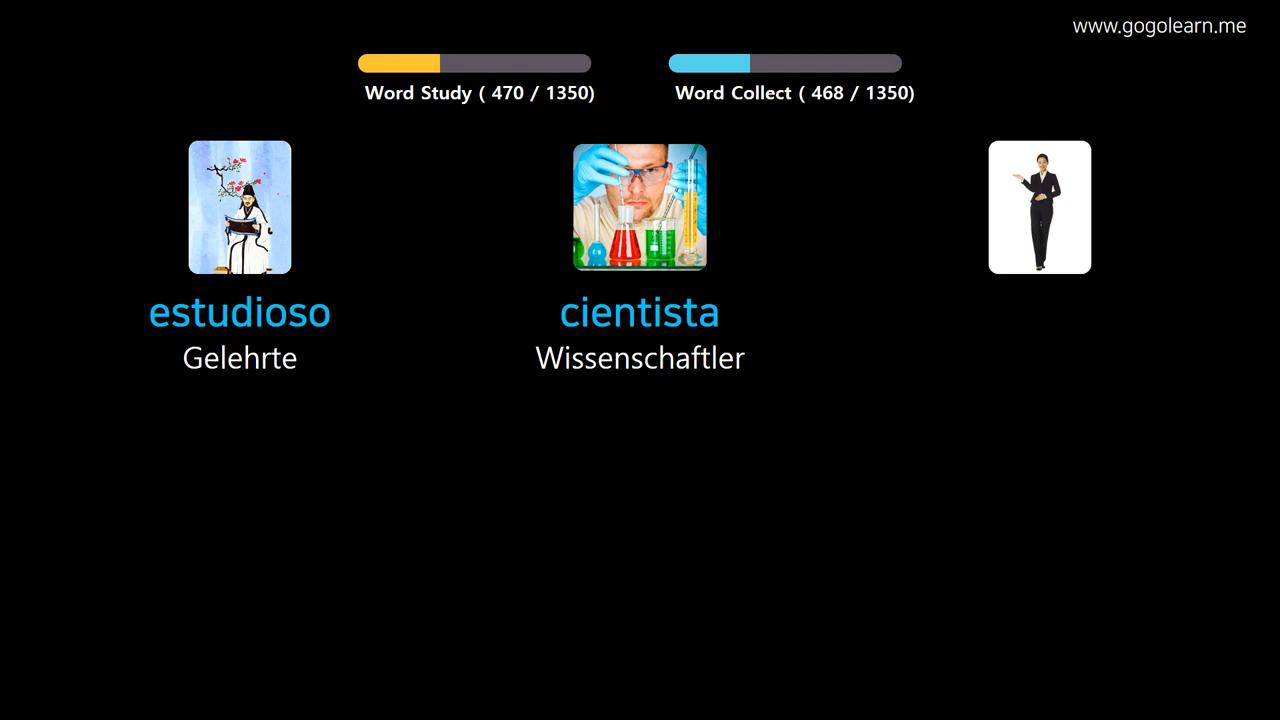 www.gogolearn.me
Word Study ( 470 / 1350)
Word Collect ( 468 / 1350)
estudioso
Gelehrte
cientista
Wissenschaftler